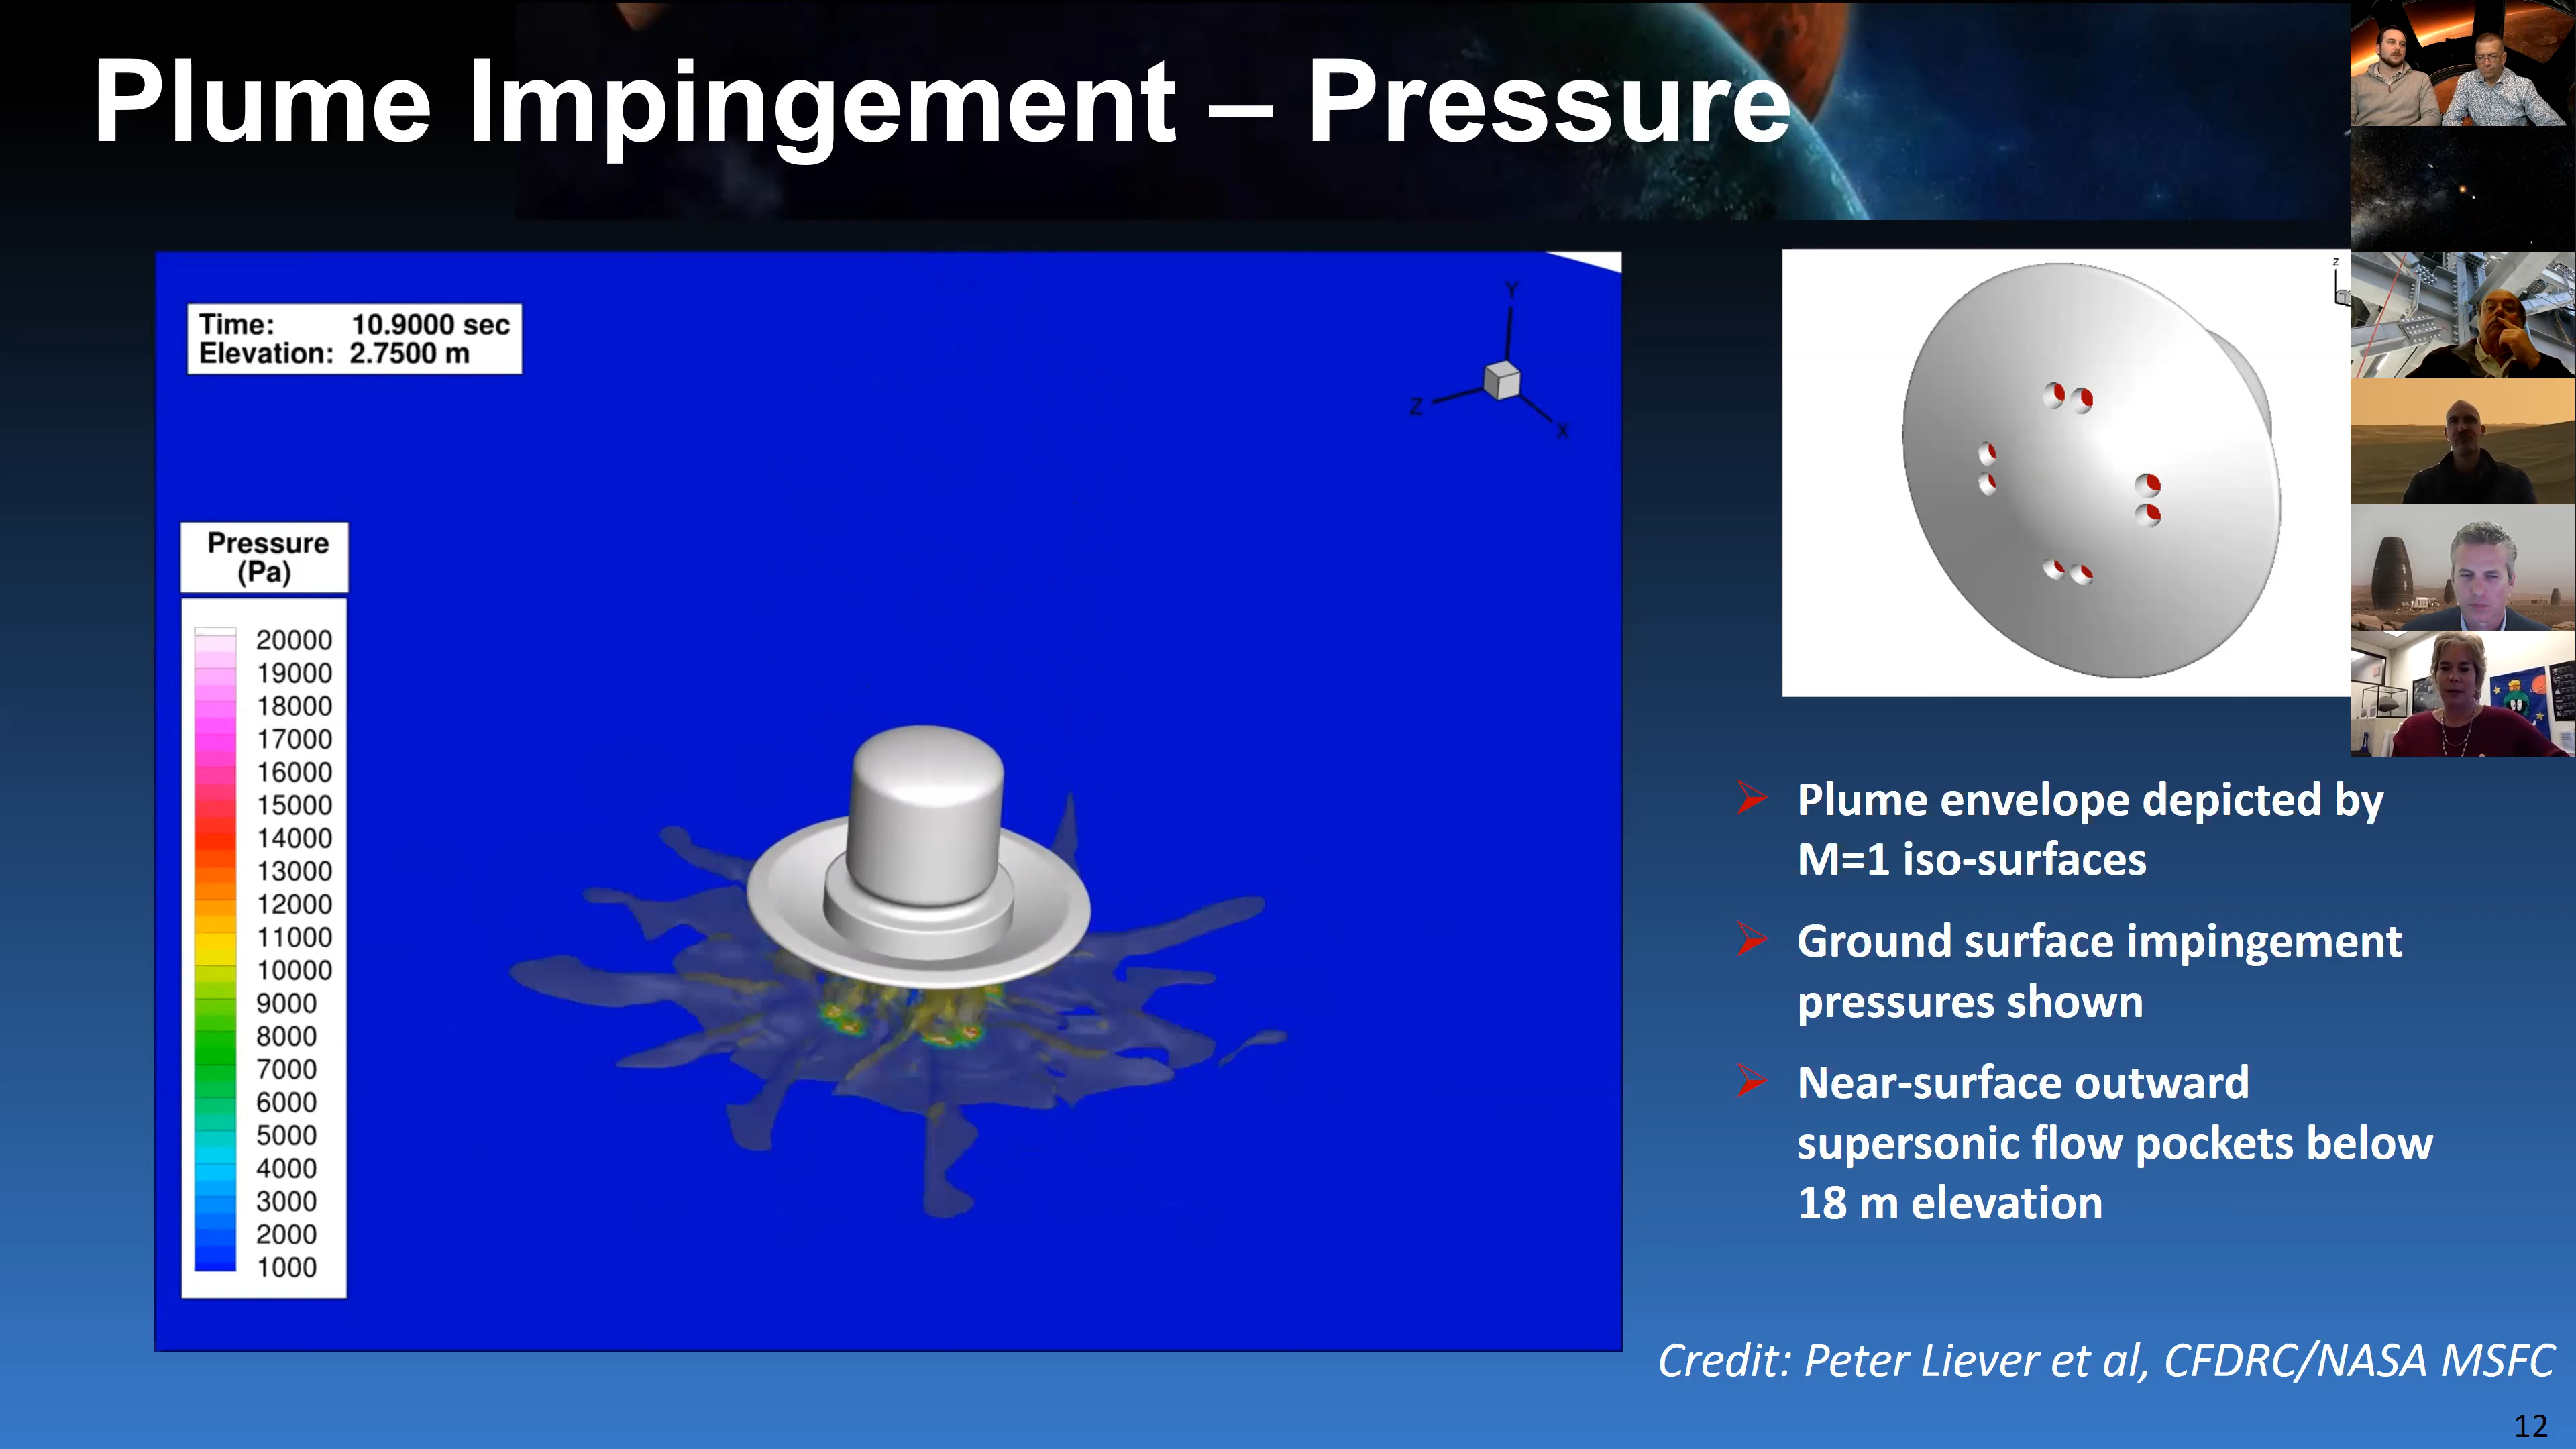 Plume Impingement – Pressure
Time: 10.9000 sec
Elevation: 2.7500 m
Y
Z
X
Pressure
(Pa)
20000
19000
18000
17000
16000
15000
14000
13000
12000
11000
10000
9000
8000
7000
6000
5000
4000
3000
2000
1000
z
Plume envelope depicted by
M=1 iso-surfaces
Ground surface impingement
pressures shown
Near-surface outward
supersonic flow pockets below
18 m elevation
Credit: Peter Liever et al, CFDRC/NASA MSFC
12